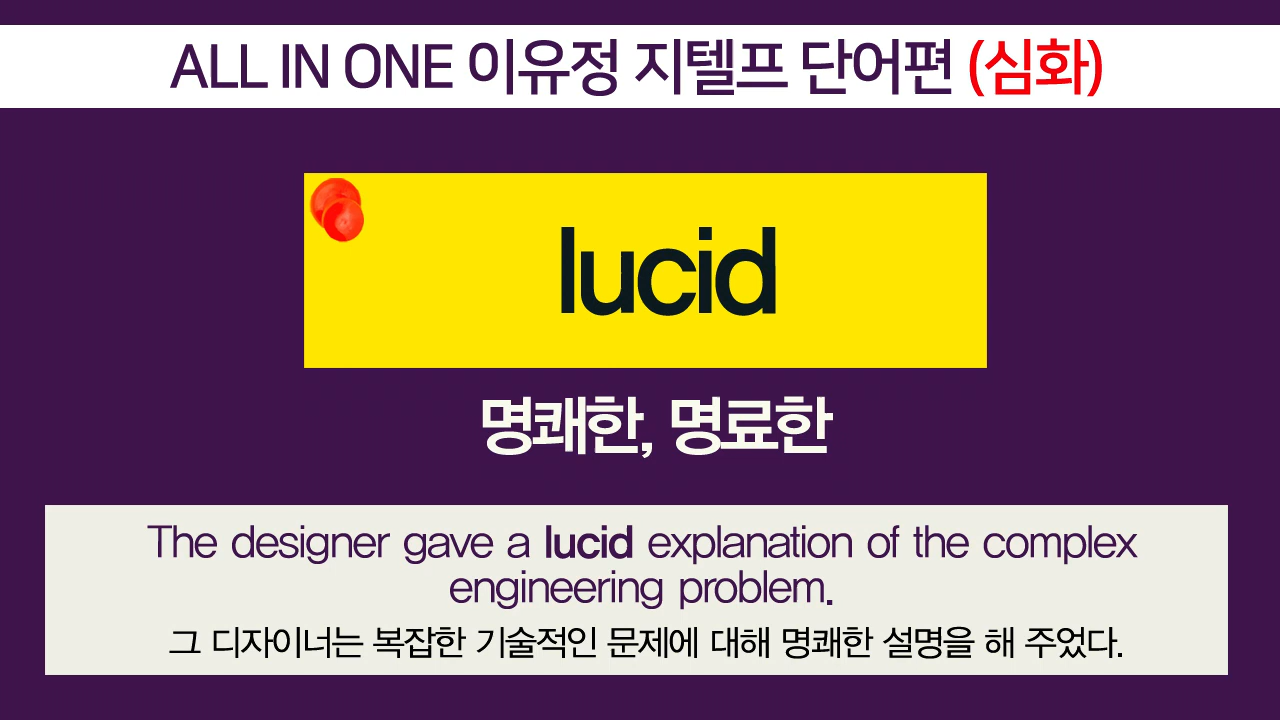 ALL IN ONE 이유정 지텔프 단어편 (심화)
lucid
명쾌한, 명료한
The designer gave a lucid explanation of the complex
engineering problem.
그 디자이너는 복잡한 기술적인 문제에 대해 명쾌한 설명을 해 주었다.